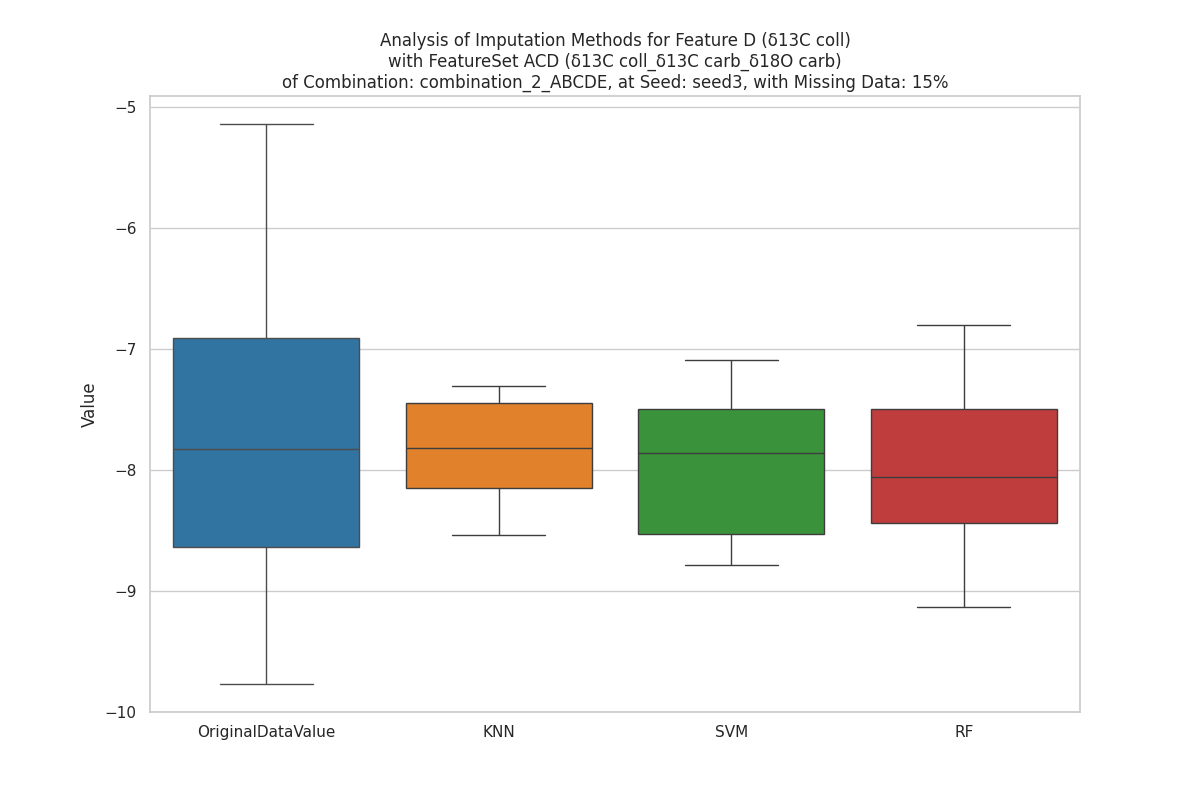 Analysis of Imputation Methods for Feature D (δ13C coll)
with FeatureSet ACD (δ13C coll_δ13C carb_δ18O carb)
of Combination: combination_2_ABCDE, at Seed: seed3, with Missing Data: 15%
−5
−6
−7
−8
−9
−10
Value
OriginalDataValue
KNN
SVM
RF